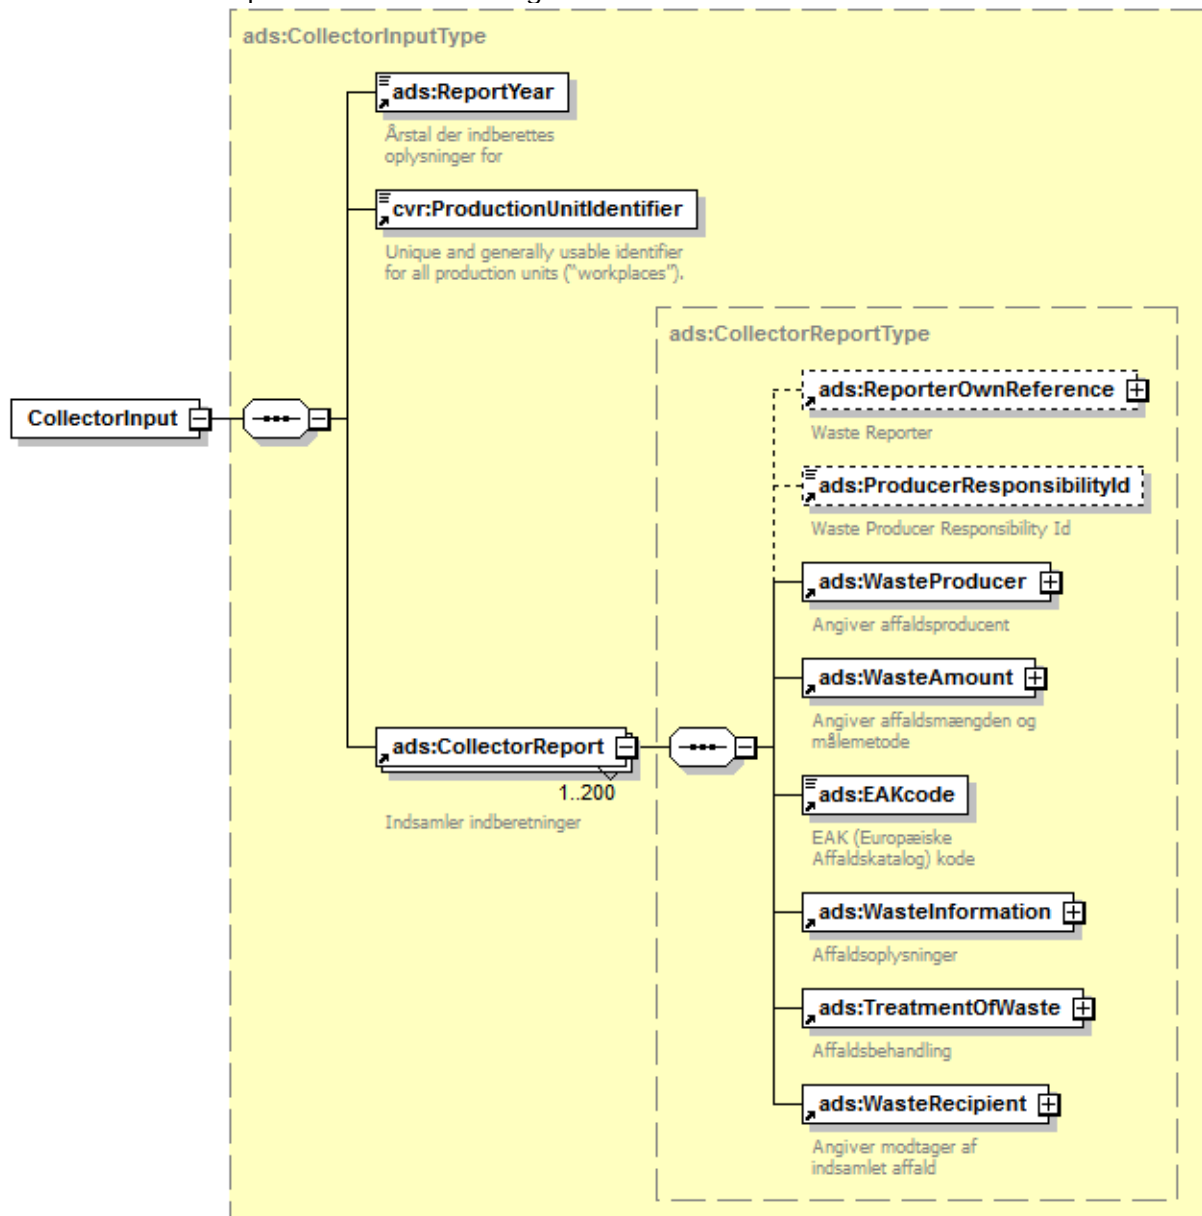 ads:CollectorInputType
ads:ReportYear
Årstal der indberettes
oplysninger for
cvr:ProductionUnitIdentifier
Unique and generally usable identifier
for all production units ("workplaces").
ads:CollectorReportType
ads:ReporterOwnReference
Waste Reporter
CollectorInput
ads:ProducerResponsibilityId
Waste Producer Responsibility Id
ads:WasteProducer
Angiver affaldsproducent
ads:WasteAmount
Angiver affaldsmængden og
målemetode
ads:CollectorReport
1..200
Indsamler indberetninger
ads:EAKcode
EAK (Europæiske
Affaldskatalog) kode
ads:WasteInformation
Affaldsoplysninger
ads:TreatmentOfWaste
Affaldsbehandling
ads:WasteRecipient
Angiver modtager af
indsamlet affald